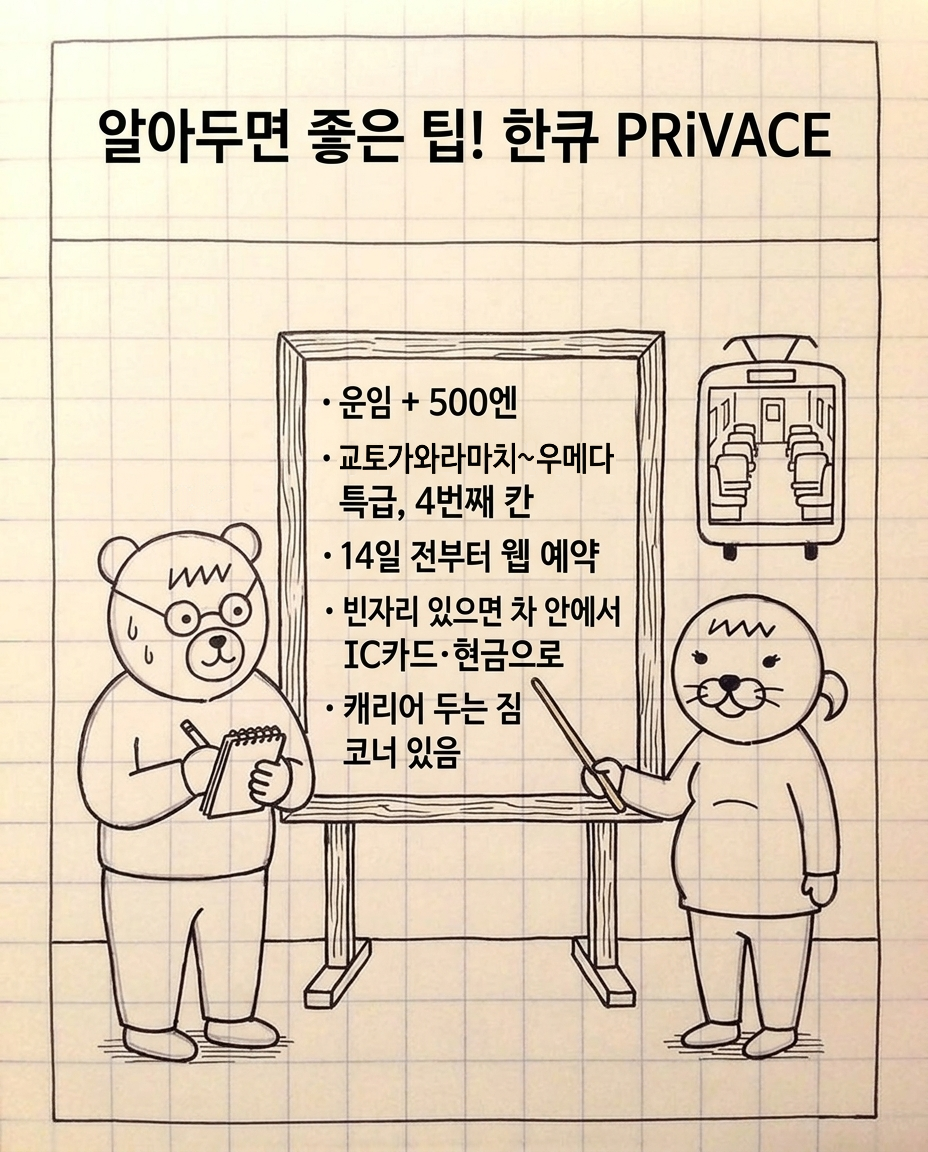 알아두면 좋은 팁! 한큐 PRiVACE
· 운임 + 500엔
· 교토가와라마치~우메다
특급, 4번째 칸
· 14일 전부터 웹 예약
· 빈자리 있으면 차 안에서
IC카드·현금으로
· 캐리어 두는 짐
코너 있음